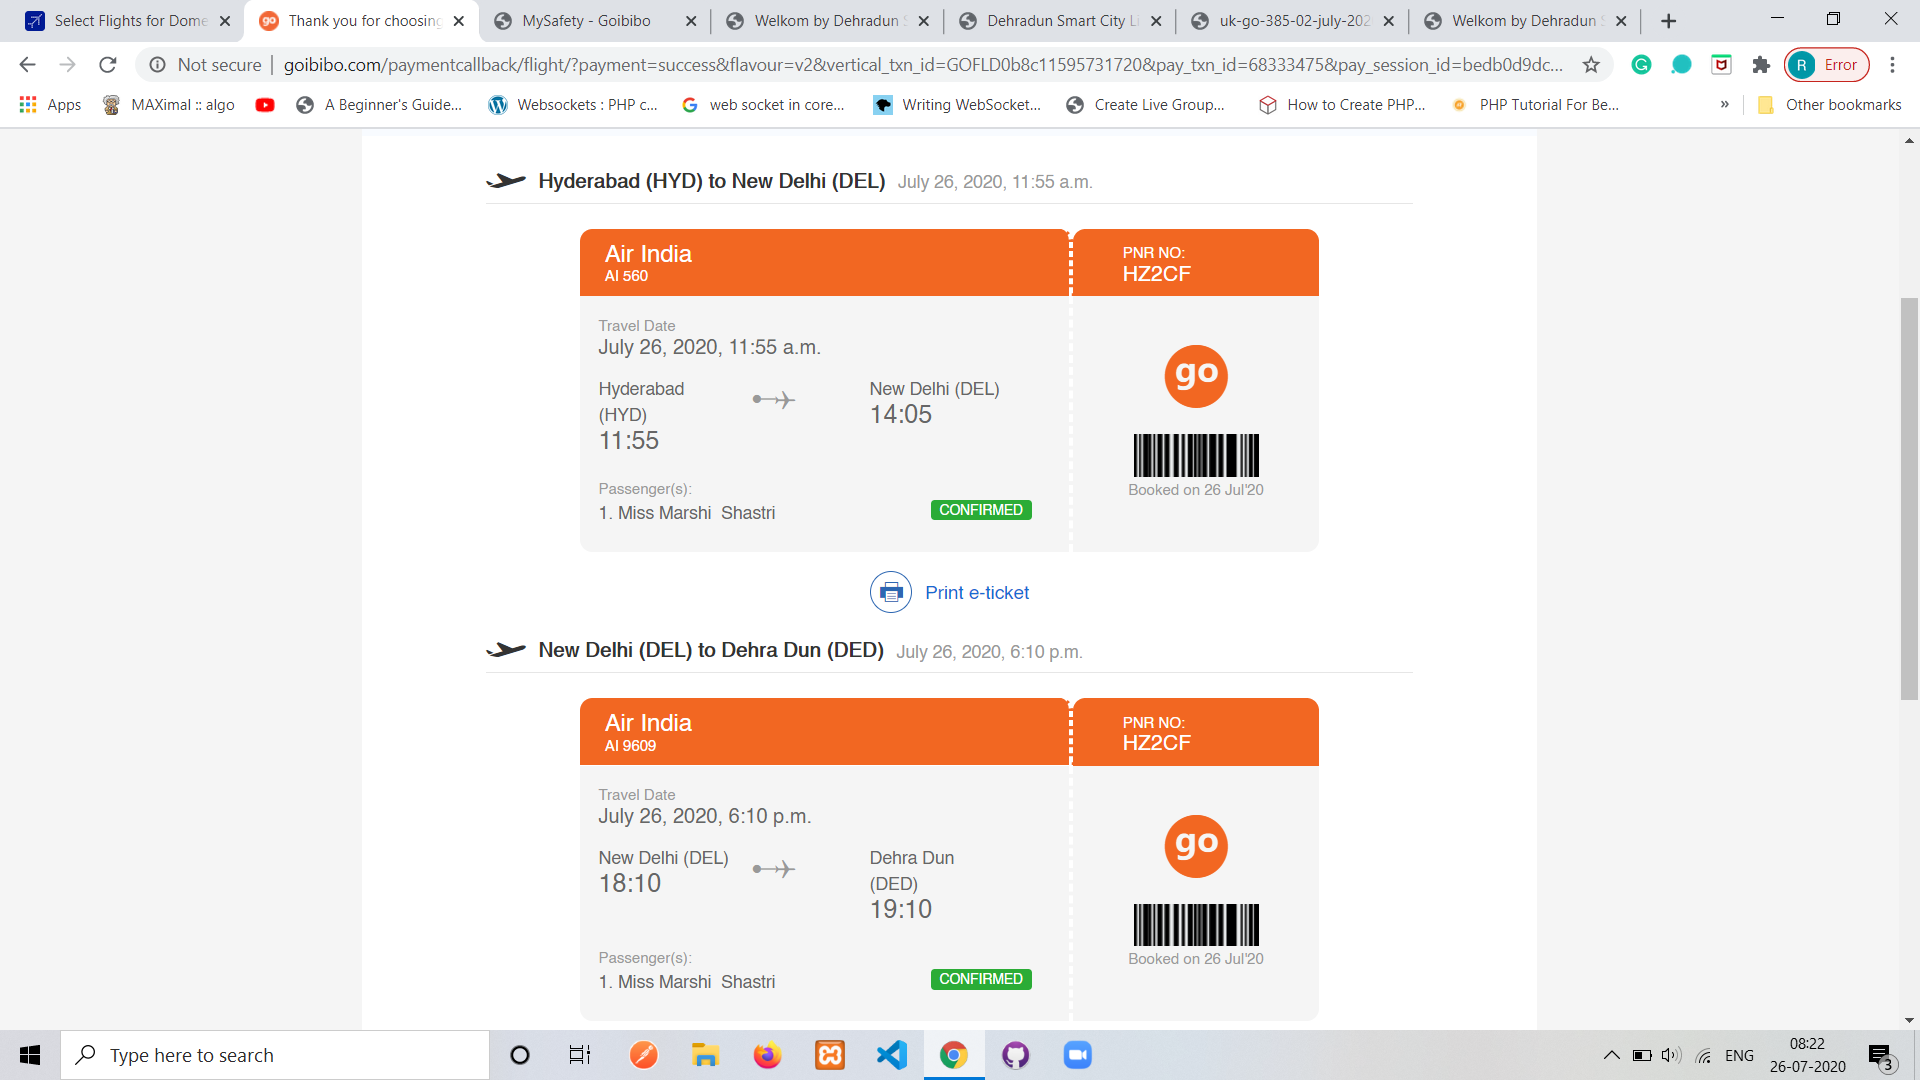 Select Flights for Dome
Thank you for choosing
MySafety - Goibibo
Welkom by Dehradun S
Dehradun Smart City Li
uk-go-385-02-july-202
Welkom by Dehradun S
Not secure
goibibo.com/paymentcallback/flight/?payment=success&flavour=v2&vertical_txn_id=GOFLD0b8c11595731720&pay_txn_id=68333475&pay_session_id=bedb0d9dc...
R Error
Apps
MAXimal :: algo
A Beginner's Guide...
Websockets : PHP c...
web socket in core...
Writing WebSocket...
Create Live Group...
How to Create PHP...
PHP Tutorial For Be...
»
Other bookmarks
Hyderabad (HYD) to New Delhi (DEL) July 26, 2020, 11:55 a.m.
Air India
AI 560
PNR NO:
HZ2CF
Travel Date
July 26, 2020, 11:55 a.m.
Hyderabad
(HYD)
11:55
New Delhi (DEL)
14:05
go
Booked on 26 Jul'20
Passenger(s):
1. Miss Marshi Shastri
CONFIRMED
Print e-ticket
New Delhi (DEL) to Dehra Dun (DED) July 26, 2020, 6:10 p.m.
Air India
AI 9609
PNR NO:
HZ2CF
Travel Date
July 26, 2020, 6:10 p.m.
New Delhi (DEL)
18:10
Dehra Dun
(DED)
19:10
go
Booked on 26 Jul'20
Passenger(s):
1. Miss Marshi Shastri
CONFIRMED
Type here to search
ENG
08:22
26-07-2020
3